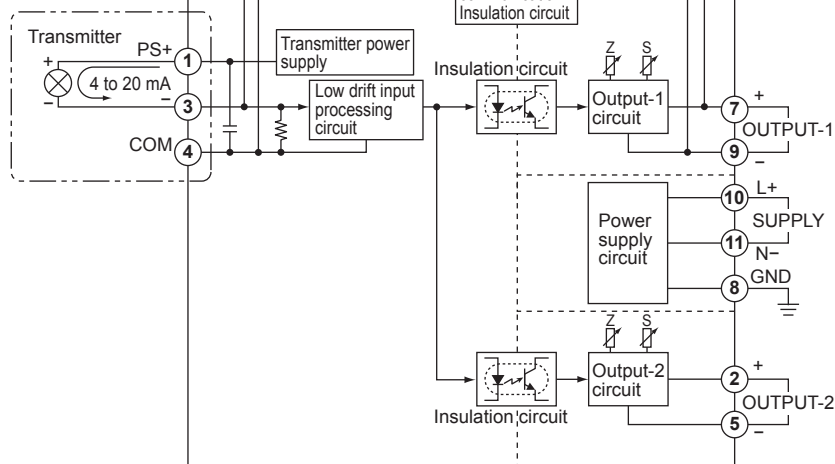 Insulation circuit
Transmitter
PS+
1
+
4 to 20 mA
−
−
3
COM
4
Transmitter power
supply
Low drift input
processing
circuit
Insulation circuit
Z
S
Output-1
circuit
7
+
OUTPUT-1
9
−
Power
supply
circuit
10
L+
SUPPLY
11
N−
8
GND
Z
S
Insulation circuit
Output-2
circuit
2
+
OUTPUT-2
5
−